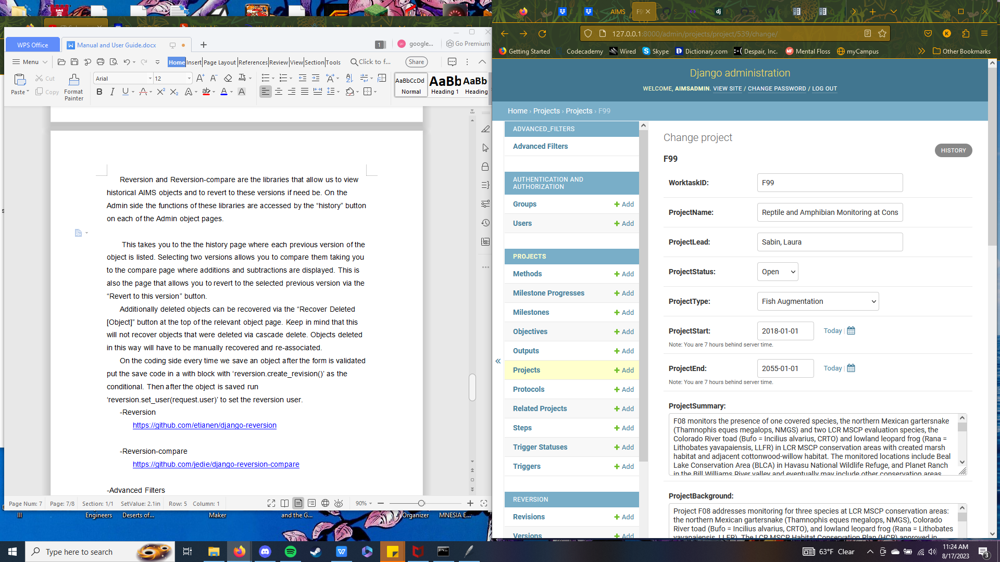 WPS Office
Manual and User Guide.docx
1
google...
Go Premium
Menu
Home
Insert
Page Layout
References
Review
View
Section
Tools
Click to f...
Share
Paste
Cut
Copy
Format
Painter
Arial
12
AaBbCcDd
Normal
AaBb
Heading 1
AaBb
Heading
Reversion and Reversion-compare are the libraries that allow us to view
historical AIMS objects and to revert to these versions if need be. On the
Admin side the functions of these libraries are accessed by the “history” button
on each of the Admin object pages.
This takes you to the the history page where each previous version of the
object is listed. Selecting two versions allows you to compare them taking you
to the compare page where additions and subtractions are displayed. This is
also the page that allows you to revert to the selected previous version via the
“Revert to this version” button.
Additionally deleted objects can be recovered via the “Recover Deleted
[Object]” button at the top of the relevant object page. Keep in mind that this
will not recover objects that were deleted via cascade delete. Objects deleted
in this way will have to be manually recovered and re-associated.
On the coding side every time we save an object after the form is validated
put the save code in a with block with ‘reversion.create_revision()’ as the
conditional. Then after the object is saved run
‘reversion.set_user(request.user)’ to set the reversion user.
-Reversion
https://github.com/etianen/django-reversion
-Reversion-compare
https://github.com/jedie/django-reversion-compare
-Advanced Filters
Page Num: 7
Page: 7/8
Section: 1/1
SetValue: 2.1in
Row: 5
Column: 1
90%
III
Engineers
Deserts of...
Maker
and the G...
Organizer
MNESIA E...
AIMS
F9
dj
127.0.0.1:8000/admin/projects/project/539/change/
K
Getting Started
Codecademy
Wired
Skype
Dictionary.com
Despair, Inc.
Mental Floss
myCampus
Other Bookmarks
Django administration
WELCOME, AIMSADMIN. VIEW SITE / CHANGE PASSWORD / LOG OUT
Home › Projects › Projects › F99
ADVANCED_FILTERS
Advanced Filters
AUTHENTICATION AND
AUTHORIZATION
Groups + Add
Users + Add
PROJECTS
Methods + Add
Milestone Progresses + Add
Milestones + Add
Objectives + Add
Outputs + Add
Projects + Add
Protocols + Add
Related Projects + Add
Steps + Add
Trigger Statuses + Add
Triggers + Add
REVERSION
Revisions + Add
Versions + Add
«
Change project
HISTORY
F99
WorktaskID: F99
ProjectName: Reptile and Amphibian Monitoring at Cons
ProjectLead: Sabin, Laura
ProjectStatus: Open
ProjectType: Fish Augmentation
ProjectStart: 2018-01-01 Today |
Note: You are 7 hours behind server time.
ProjectEnd: 2055-01-01 Today |
Note: You are 7 hours behind server time.
ProjectSummary:
F08 monitors the presence of one covered species, the northern Mexican gartersnake
(Thamnophis eques megalops, NMGS) and two LCR MSCP evaluation species, the
Colorado River toad (Bufo = Incilius alvarius, CRTO) and lowland leopard frog (Rana =
Lithobates yavapaiensis, LLFR) in LCR MSCP conservation areas with created marsh
habitat and adjacent cottonwood-willow habitat. The monitored locations include Beal
Lake Conservation Area (BLCA) in Havasu National Wildlife Refuge, and Planet Ranch
in the Bill Williams River valley and eventually may include other conservation areas
ProjectBackground:
Project F08 addresses monitoring for three species at LCR MSCP conservation areas:
the northern Mexican gartersnake (Thamnophis eques megalops, NMGS), Colorado
River toad (Bufo = Incilius alvarius, CRTO), and lowland leopard frog (Rana = Lithobates
yavapaiensis, LLFR). The LCR MSCP Habitat Conservation Plan (HCP) approved in
Type here to search
63°F Clear
11:24 AM
8/17/2023
3